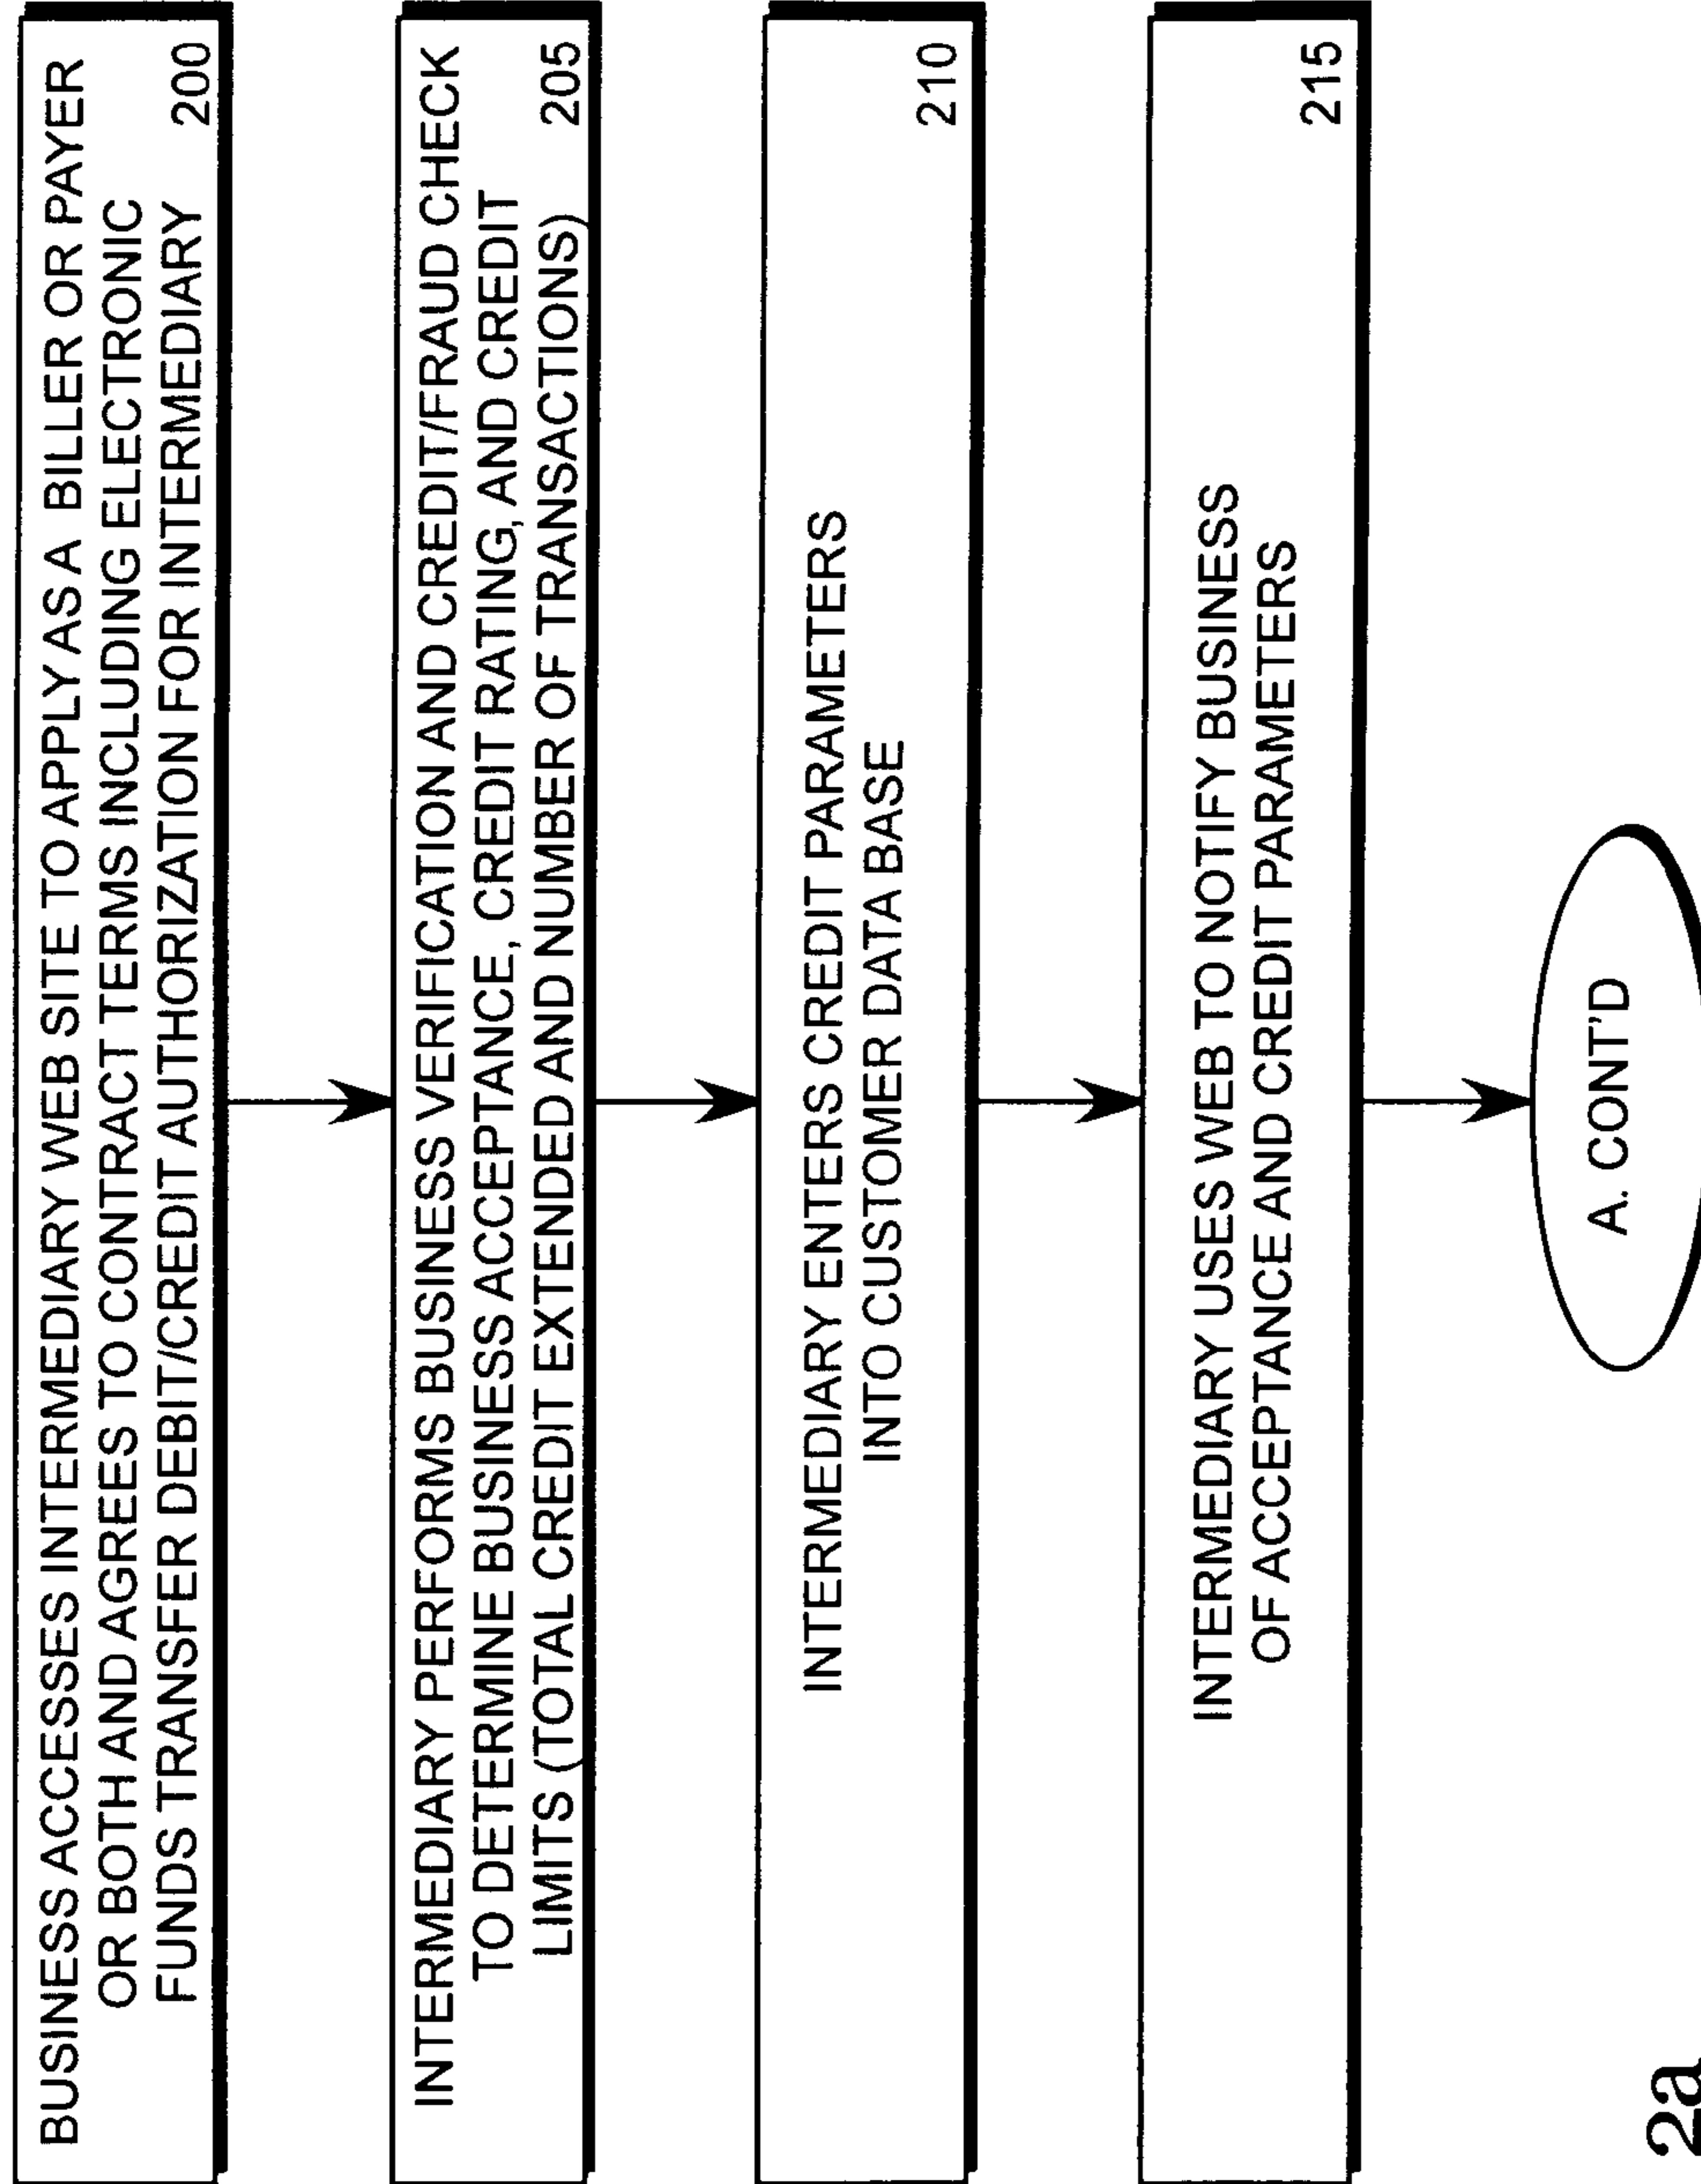 BUSINESS ACCESSES INTERMEDIARY WEB SITE TO APPLY AS A BILLER OR PAYER
OR BOTH AND AGREES TO CONTRACT TERMS INCLUDING ELECTRONIC
FUNDS TRANSFER DEBIT/CREDIT AUTHORIZATION FOR INTERMEDIARY
200
INTERMEDIARY PERFORMS BUSINESS VERIFICATION AND CREDIT/FRAUD CHECK
TO DETERMINE BUSINESS ACCEPTANCE, CREDIT RATING, AND CREDIT
LIMITS (TOTAL CREDIT EXTENDED AND NUMBER OF TRANSACTIONS)
205
INTERMEDIARY ENTERS CREDIT PARAMETERS
INTO CUSTOMER DATA BASE
210
INTERMEDIARY USES WEB TO NOTIFY BUSINESS
OF ACCEPTANCE AND CREDIT PARAMETERS
215
A. CONT'D
2a